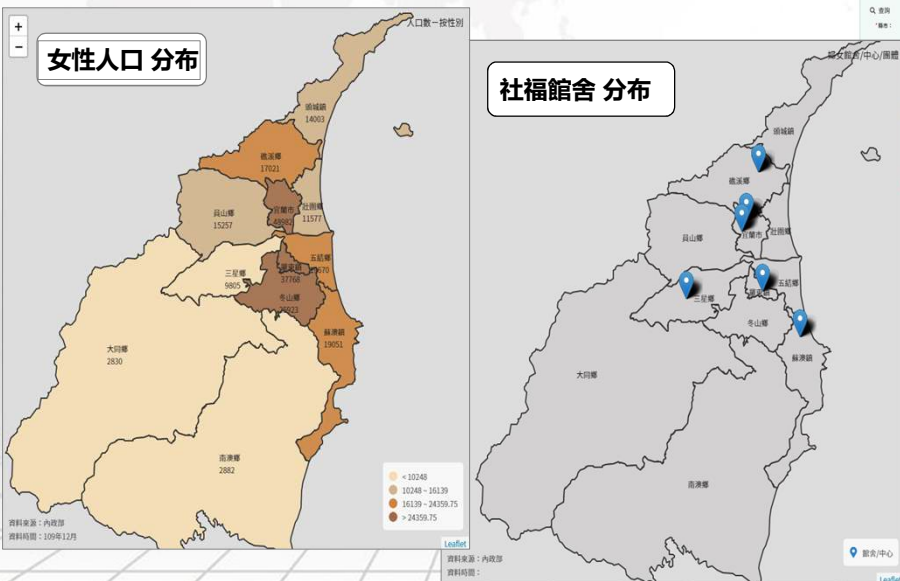 +
−
人口數－按性別
女性人口 分布
頭城鎮
14003
礁溪鄉
17021
員山鄉
15257
宜蘭市
48982
壯圍鄉
11577
五結鄉
三星鄉
9805
羅東鎮
37768
冬山鄉
蘇澳鎮
19051
大同鄉
2830
南澳鄉
2882
< 10248
10248 ~ 16139
16139 ~ 24359.75
> 24359.75
資料來源：內政部
資料時間：109年12月
Leaflet
查詢
*縣市：
婦女館舍/中心/團體
社福館舍 分布
頭城鎮
礁溪鄉
員山鄉
宜蘭市
壯圍鄉
三星鄉
羅東鎮
五結鄉
冬山鄉
蘇澳鎮
大同鄉
南澳鄉
館舍/中心
資料來源：內政部
資料時間：
Leaflet